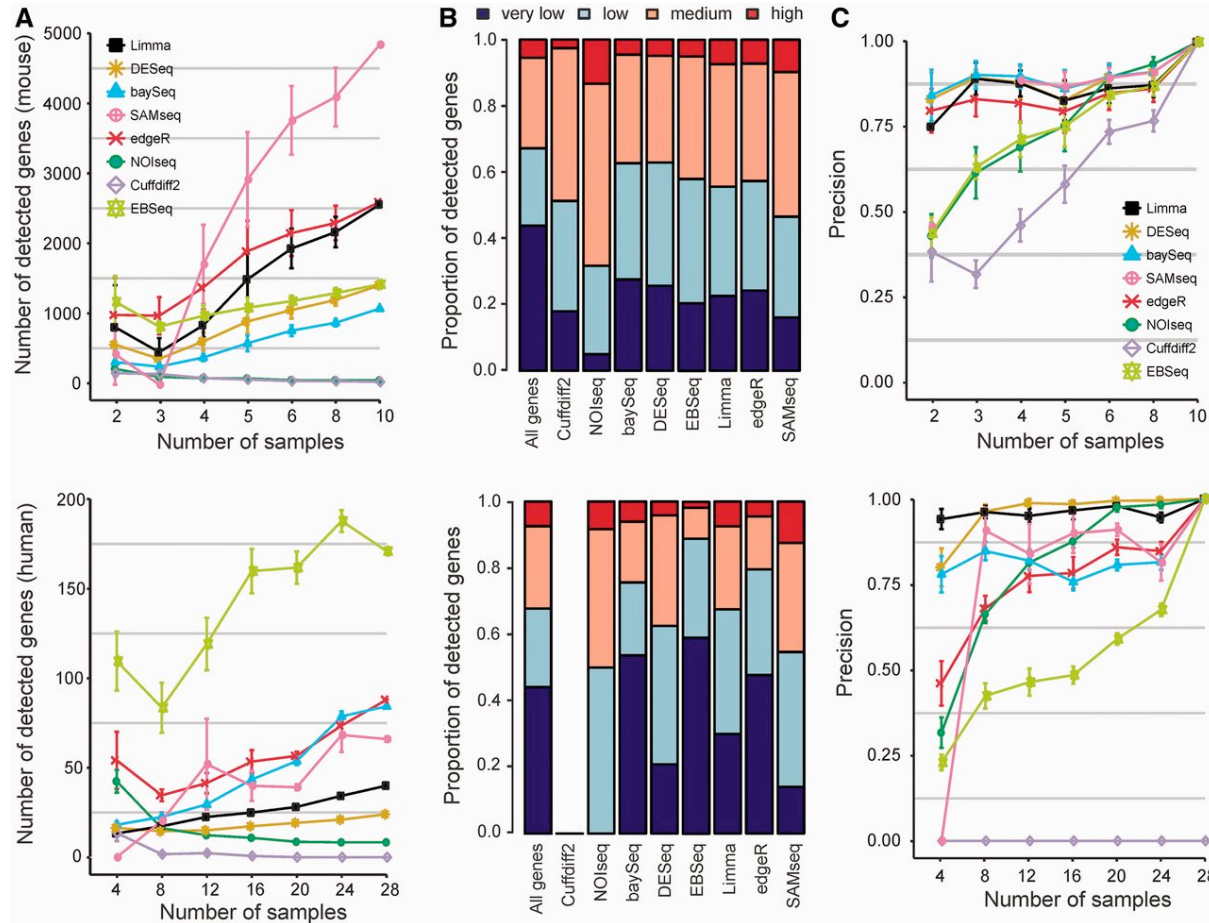 A
Number of detected genes (mouse)
5000
4000
3000
2000
1000
0
Limma
DESeq
baySeq
SAMseq
edgeR
NOIseq
Cuffdiff2
EBSeq
2 3 4 5 6 8 10
Number of samples
B
very low low medium high
Proportion of detected genes
1.0
0.8
0.6
0.4
0.2
0.0
All genes
Cuffdiff2
NOIseq
baySeq
DESeq
EBSeq
Limma
edgeR
SAMseq
C
Precision
1.00
0.75
0.50
0.25
0.00
Limma
DESeq
baySeq
SAMseq
edgeR
NOIseq
Cuffdiff2
EBSeq
2 3 4 5 6 8 10
Number of samples
Number of detected genes (human)
200
150
100
50
0
4 8 12 16 20 24 28
Number of samples
Proportion of detected genes
1.0
0.8
0.6
0.4
0.2
0.0
All genes
Cuffdiff2
NOIseq
baySeq
DESeq
EBSeq
Limma
edgeR
SAMseq
Precision
1.00
0.75
0.50
0.25
0.00
4 8 12 16 20 24 28
Number of samples